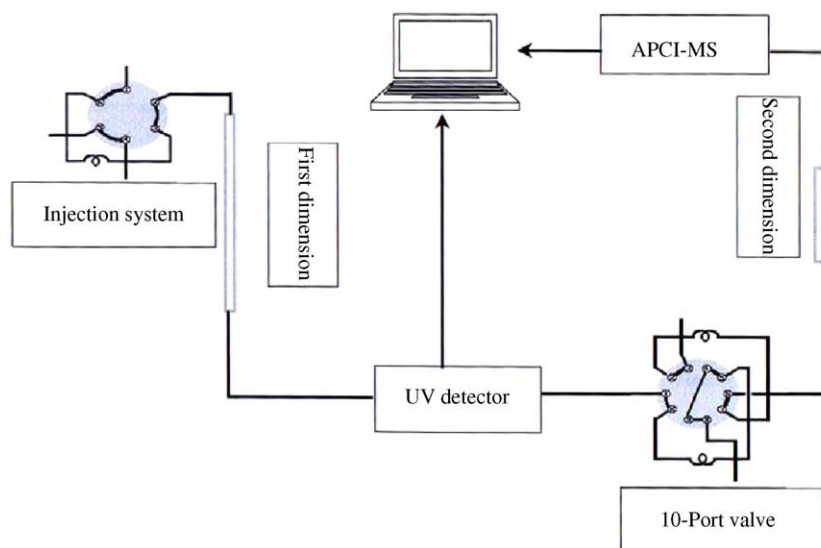 APCI-MS
Injection system
First dimension
Second dimension
UV detector
10-Port valve